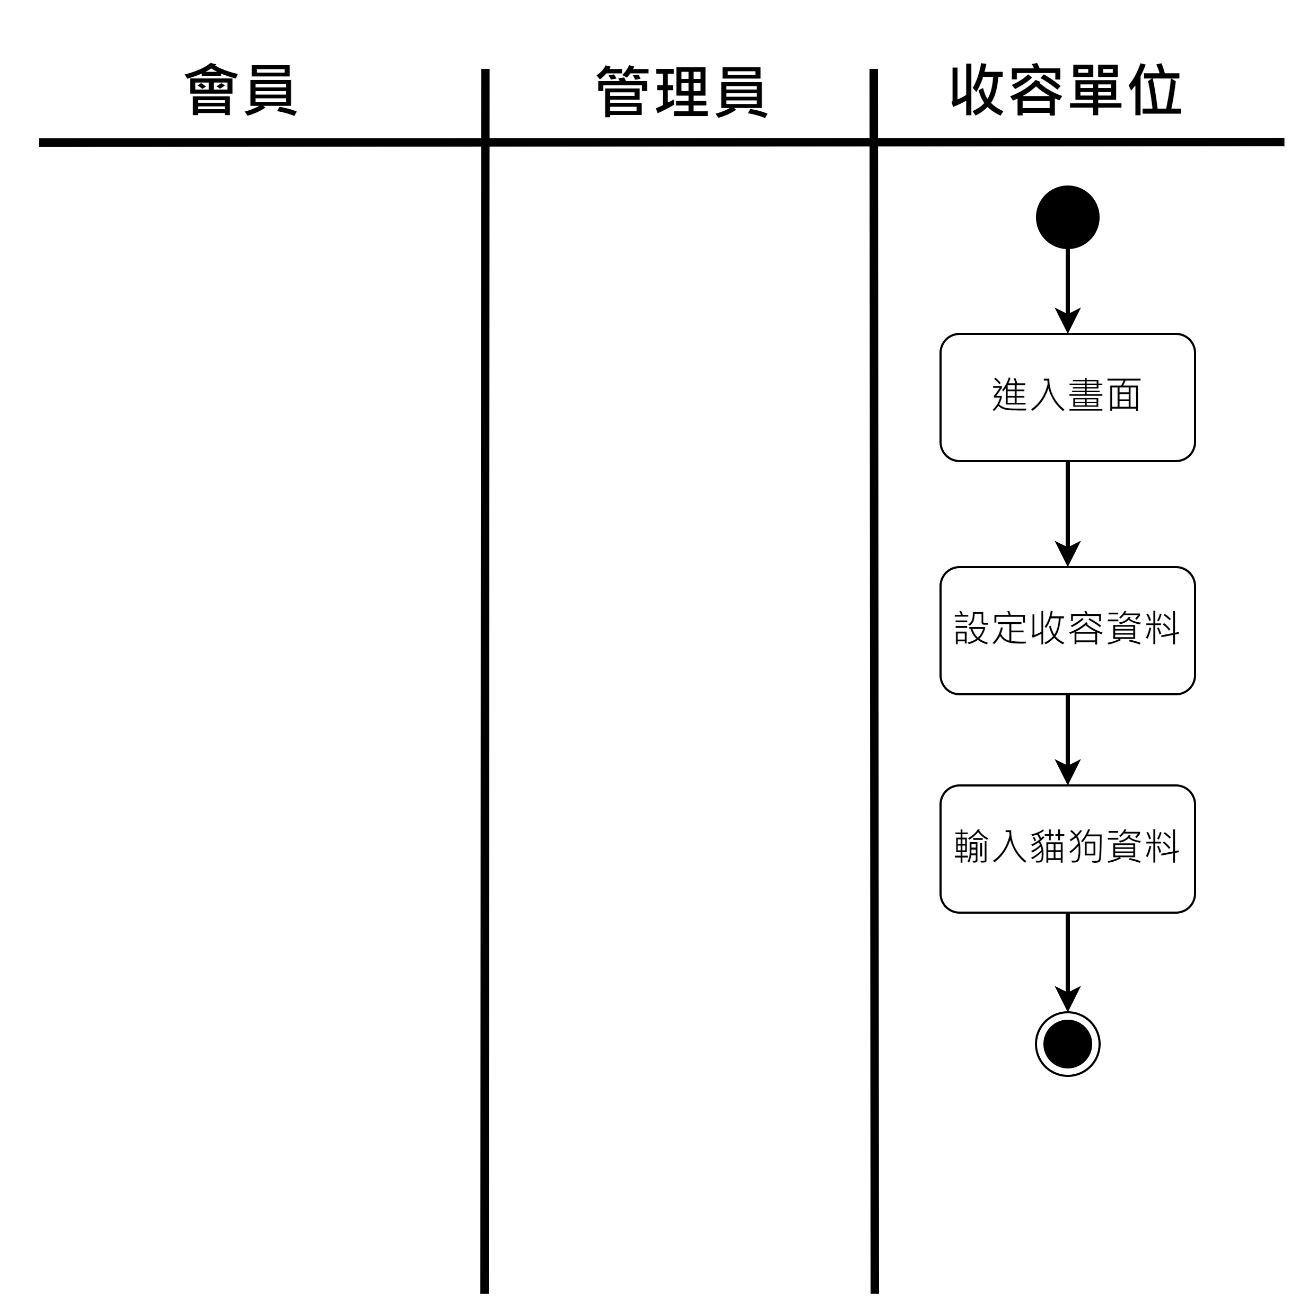 會員
管理員
收容單位
進入畫面
設定收容資料
輸入貓狗資料